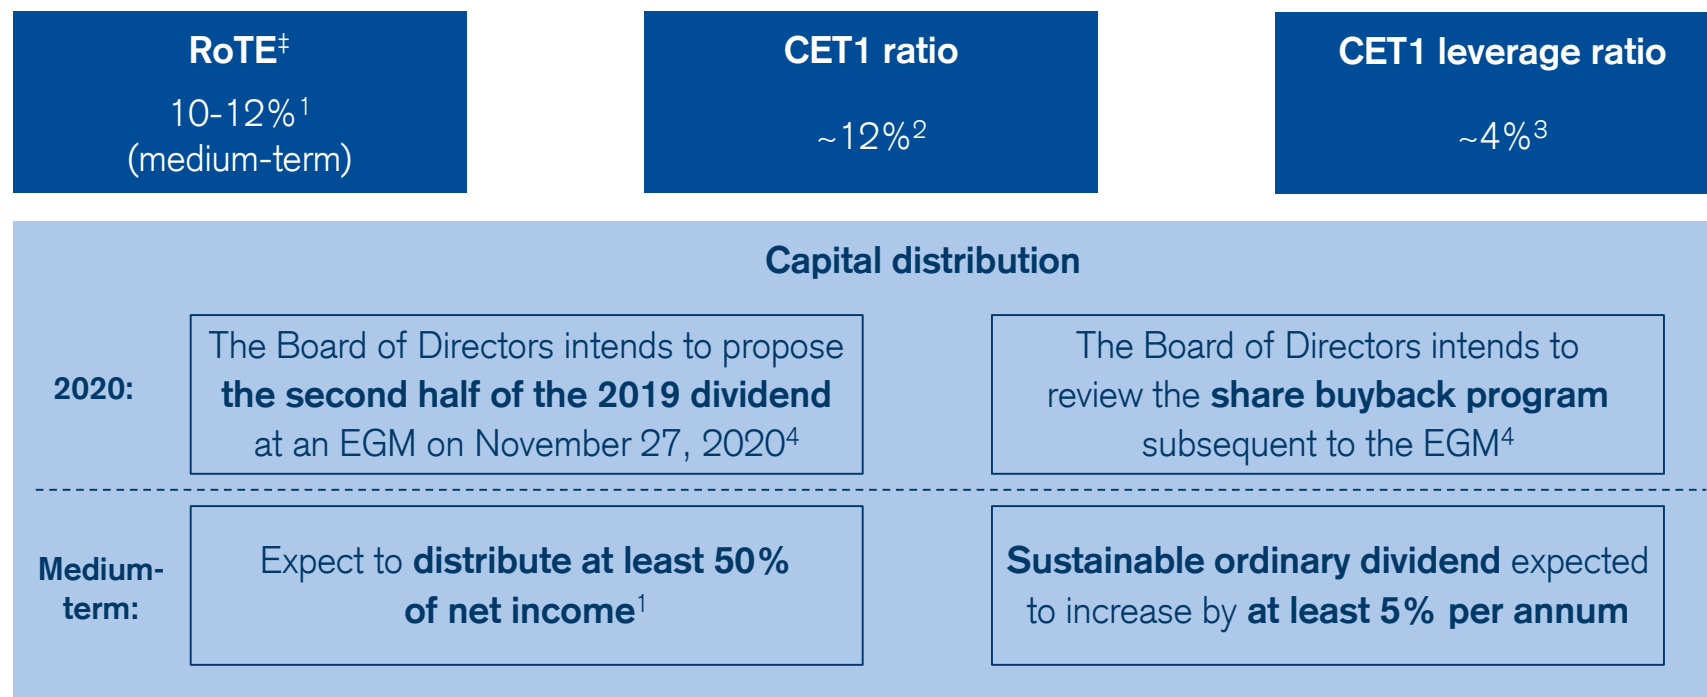 RoTE‡
10-12%¹
(medium-term)
CET1 ratio
~12%²
CET1 leverage ratio
~4%³
Capital distribution
2020:
The Board of Directors intends to propose
the second half of the 2019 dividend
at an EGM on November 27, 2020⁴
The Board of Directors intends to
review the share buyback program
subsequent to the EGM⁴
Medium-
term:
Expect to distribute at least 50%
of net income¹
Sustainable ordinary dividend expected
to increase by at least 5% per annum